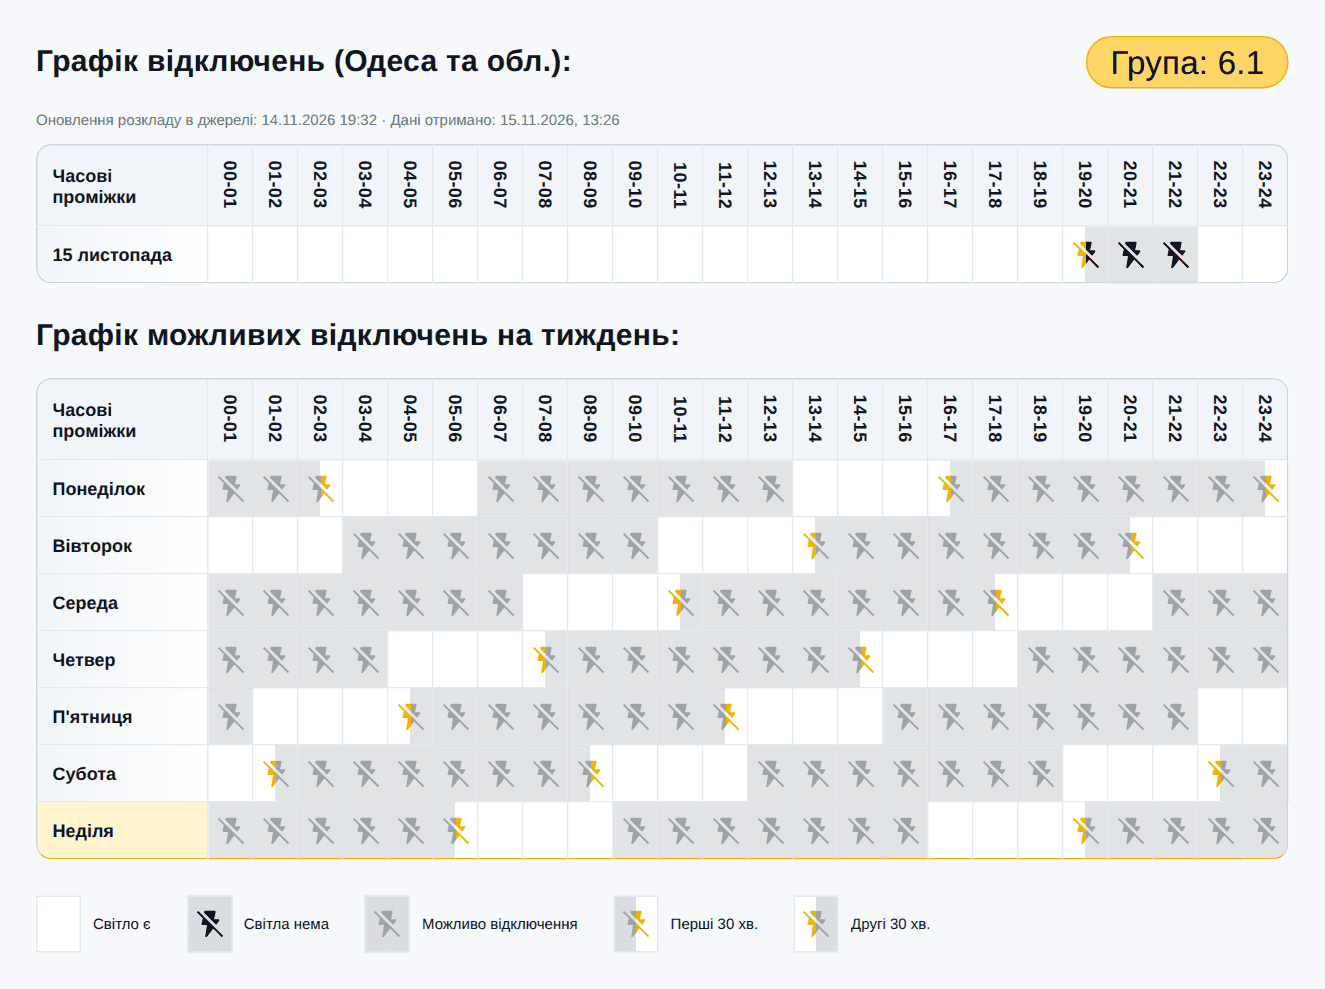 Графік відключень (Одеса та обл.):
Група: 6.1
Оновлення розкладу в джерелі: 14.11.2026 19:32 · Дані отримано: 15.11.2026, 13:26
Часові проміжки 00-01 01-02 02-03 03-04 04-05 05-06 06-07 07-08 08-09 09-10 10-11 11-12 12-13 13-14 14-15 15-16 16-17 17-18 18-19 19-20 20-21 21-22 22-23 23-24
15 листопада
Графік можливих відключень на тиждень:
Часові проміжки 00-01 01-02 02-03 03-04 04-05 05-06 06-07 07-08 08-09 09-10 10-11 11-12 12-13 13-14 14-15 15-16 16-17 17-18 18-19 19-20 20-21 21-22 22-23 23-24
Понеділок
Вівторок
Середа
Четвер
П'ятниця
Субота
Неділя
Світло є Світла нема Можливо відключення Перші 30 хв. Другі 30 хв.